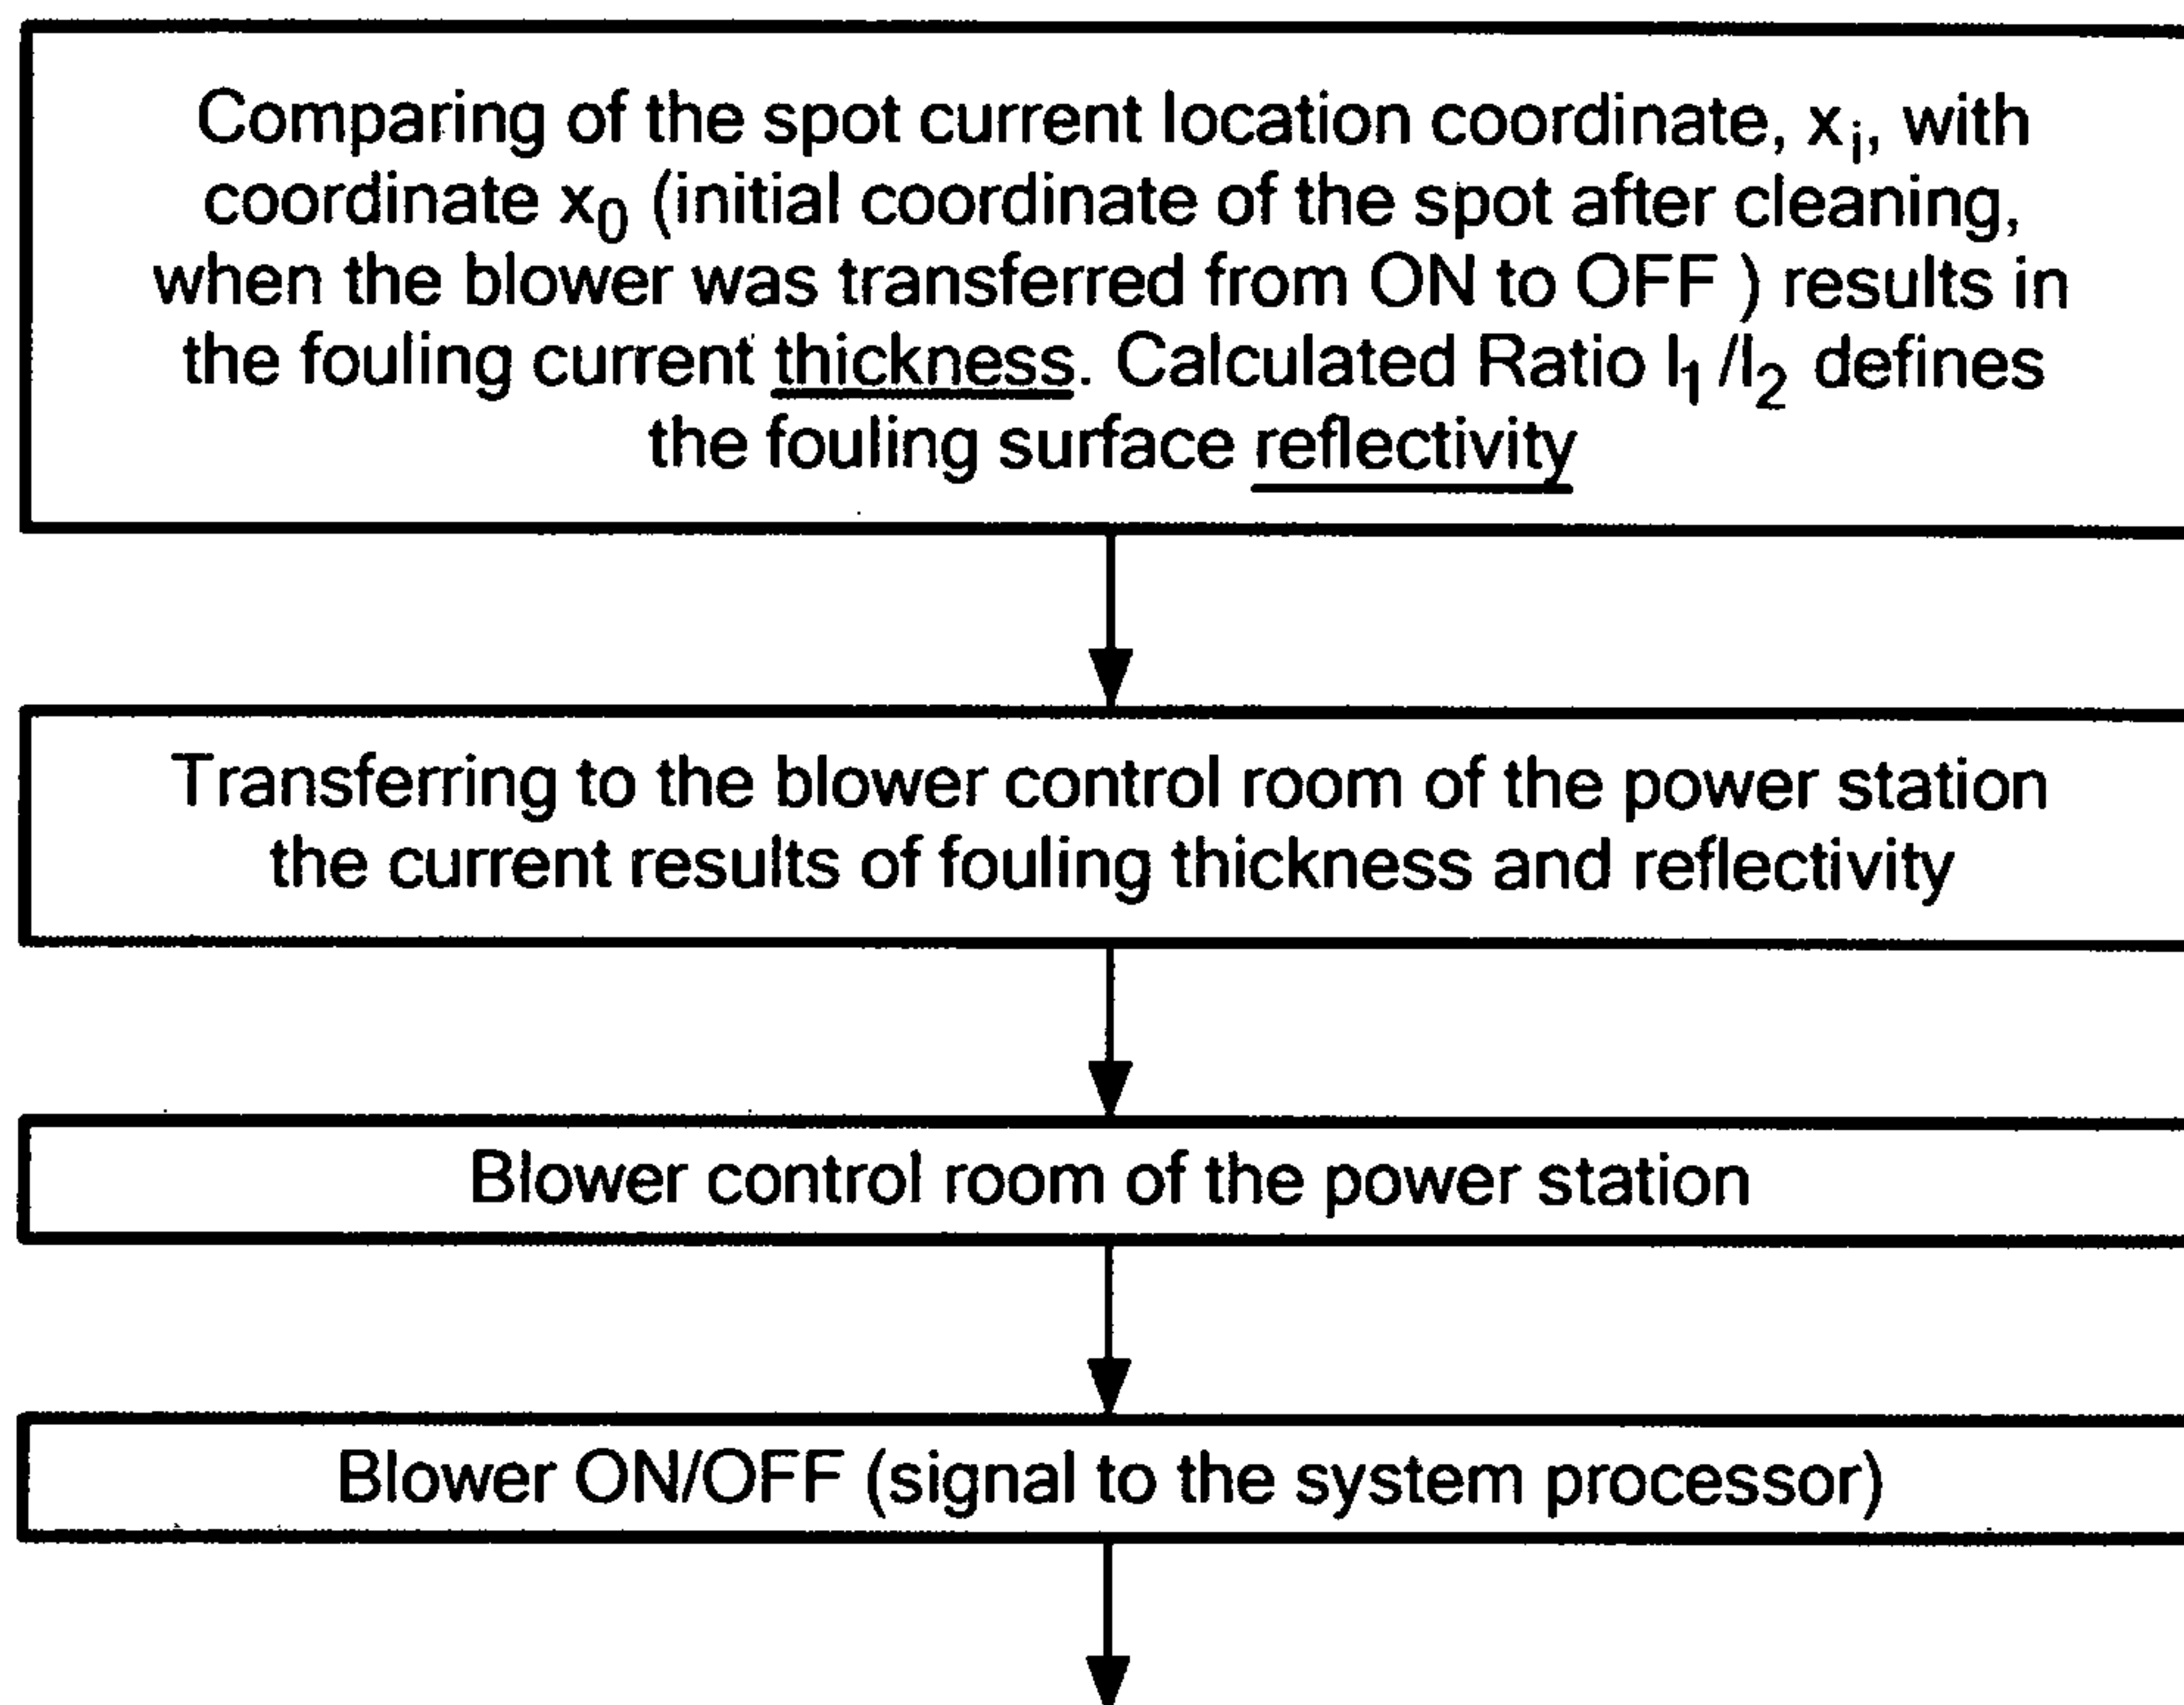 Comparing of the spot current location coordinate, xᵢ, with
coordinate x₀ (initial coordinate of the spot after cleaning,
when the blower was transferred from ON to OFF ) results in
the fouling current thickness. Calculated Ratio I₁/I₂ defines
the fouling surface reflectivity
Transferring to the blower control room of the power station
the current results of fouling thickness and reflectivity
Blower control room of the power station
Blower ON/OFF (signal to the system processor)